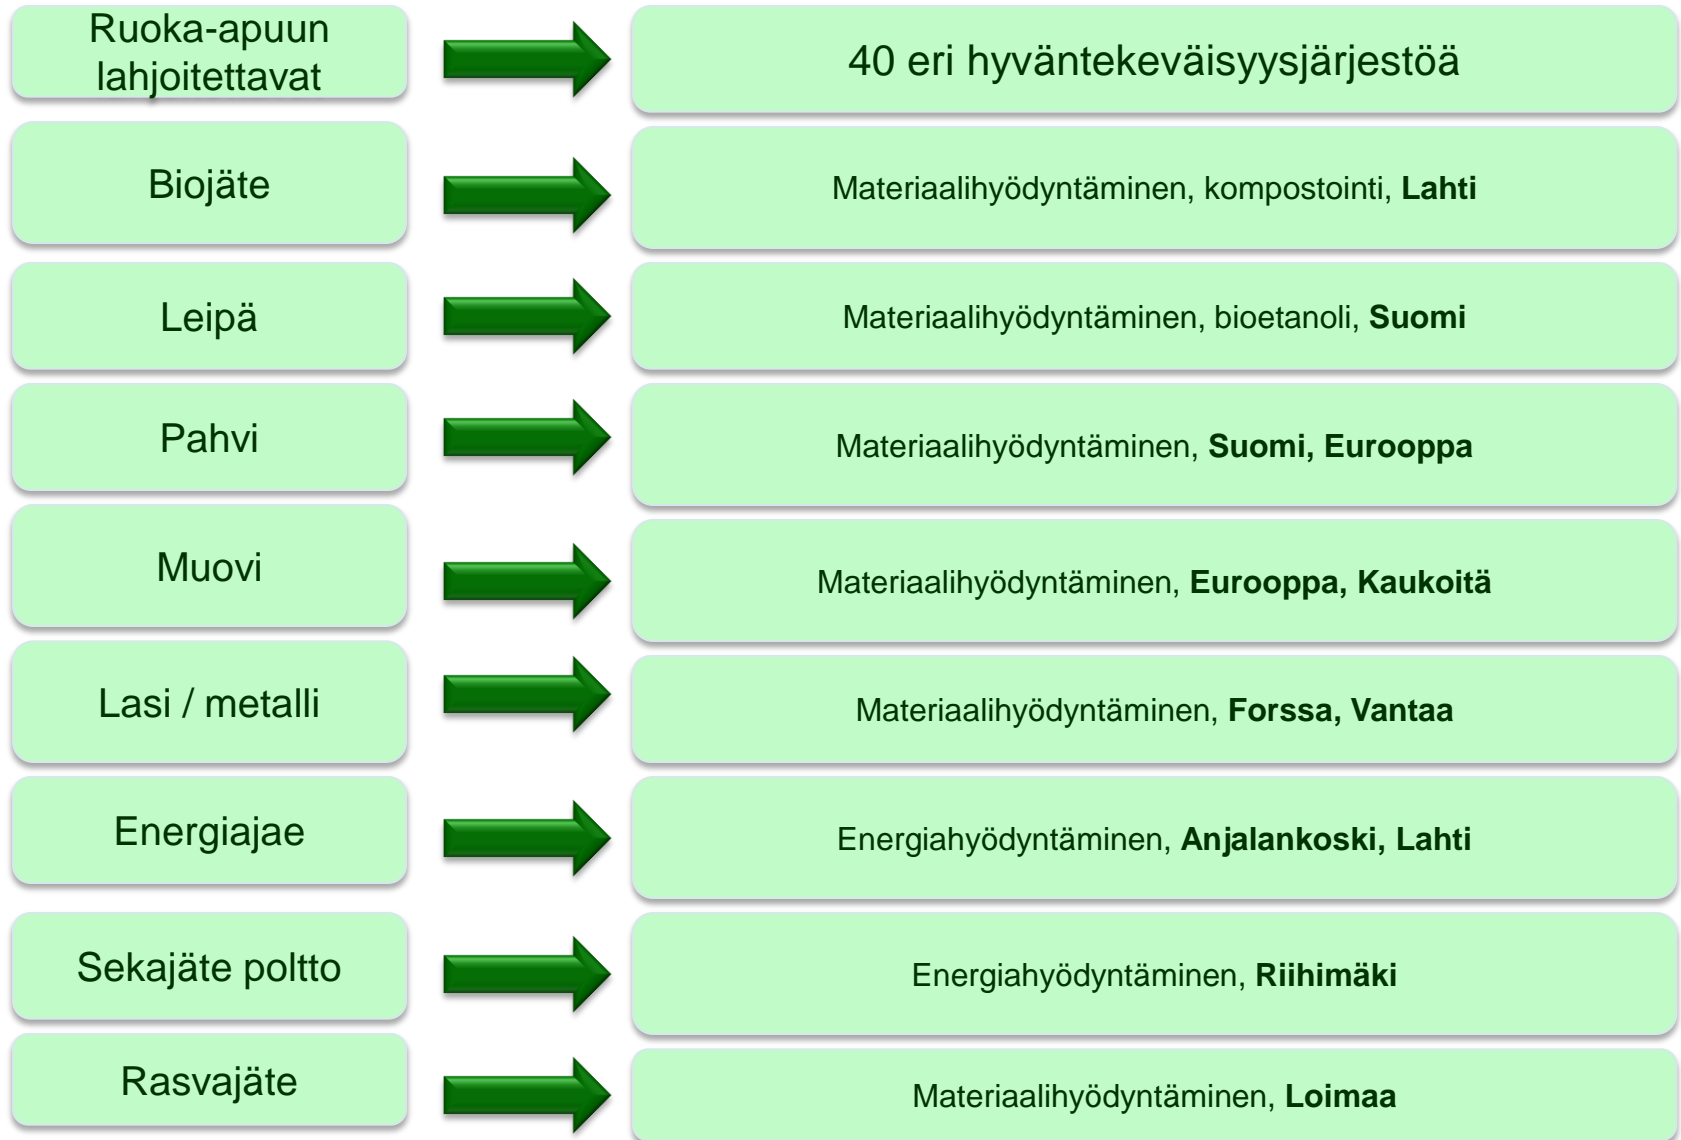 Ruoka-apuun
lahjoitettavat
40 eri hyväntekeväisyysjärjestöä
Biojäte
Materiaalihyödyntäminen, kompostointi, Lahti
Leipä
Materiaalihyödyntäminen, bioetanoli, Suomi
Pahvi
Materiaalihyödyntäminen, Suomi, Eurooppa
Muovi
Materiaalihyödyntäminen, Eurooppa, Kaukoitä
Lasi / metalli
Materiaalihyödyntäminen, Forssa, Vantaa
Energiajae
Energiahyödyntäminen, Anjalankoski, Lahti
Sekajäte poltto
Energiahyödyntäminen, Riihimäki
Rasvajäte
Materiaalihyödyntäminen, Loimaa